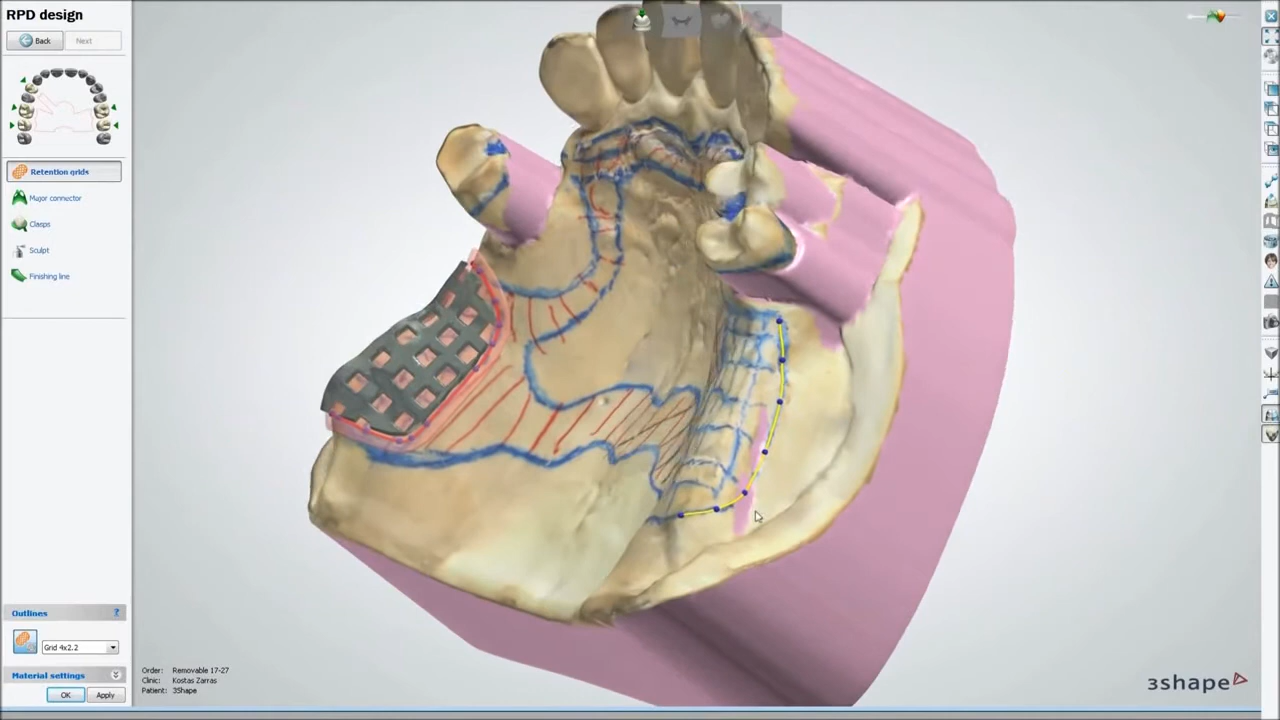 RPD design
Back
Next
Retention grids
Major connector
Clasps
Sculpt
Finishing line
Outlines
?
Grid 4x2.2
Material settings
OK
Apply
Order: Removable 17-27
Clinic: Kostas Zarras
Patient: 3Shape
3shape